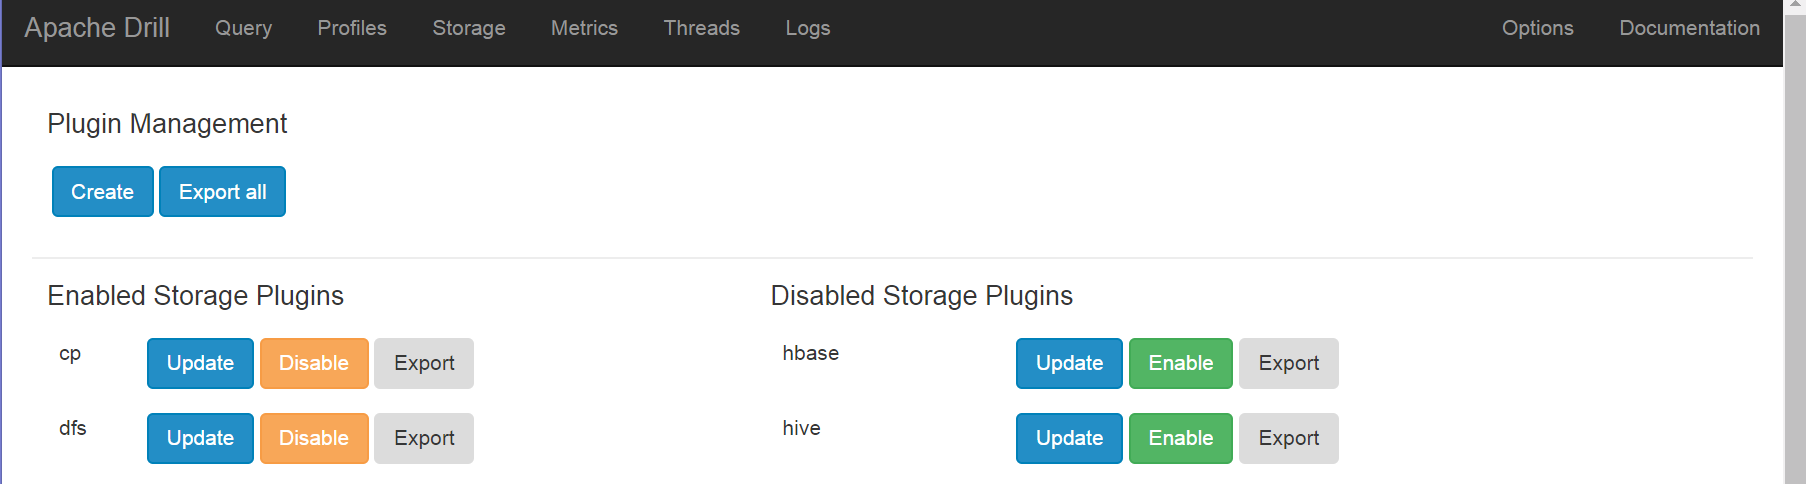 Apache Drill Query Profiles Storage Metrics Threads Logs Options Documentation
Plugin Management
Create Export all
Enabled Storage Plugins Disabled Storage Plugins
cp Update Disable Export hbase Update Enable Export
dfs Update Disable Export hive Update Enable Export